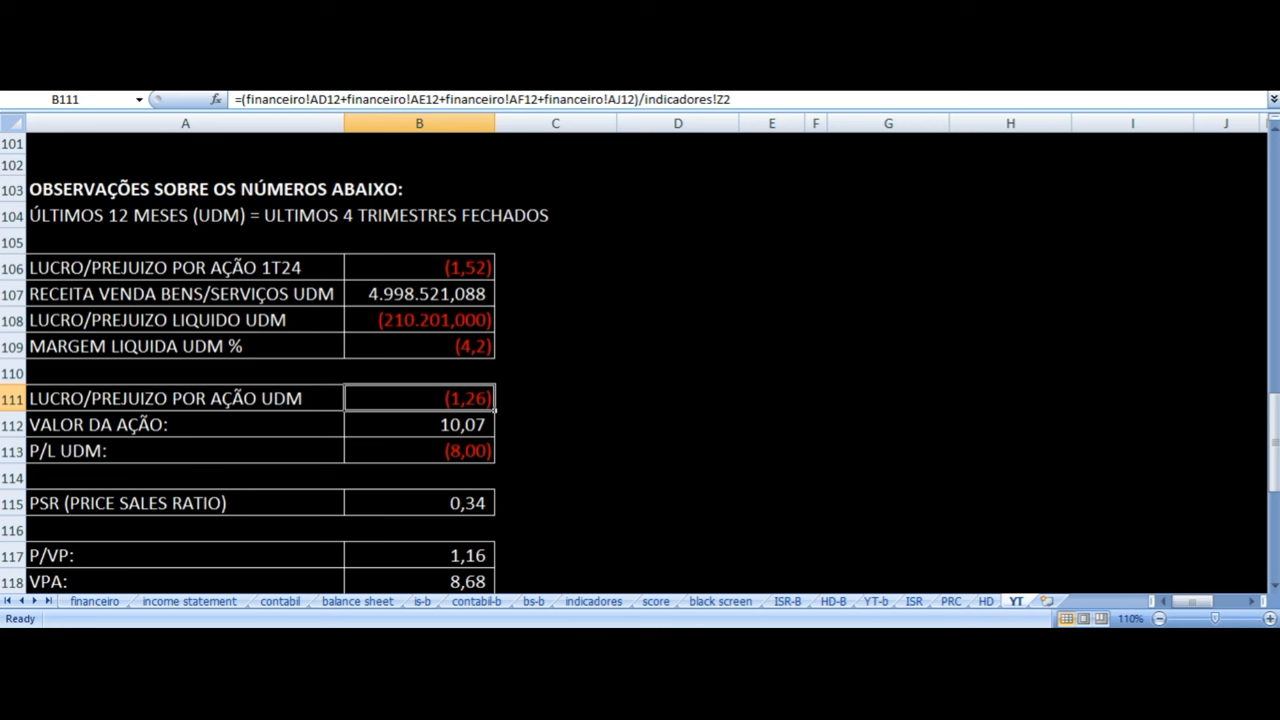 B111 fx =(financeiro!AD12+financeiro!AE12+financeiro!AF12+financeiro!AJ12)/indicadores!Z2
A B C D E F G H I J
101
102
103 OBSERVAÇÕES SOBRE OS NÚMEROS ABAIXO:
104 ÚLTIMOS 12 MESES (UDM) = ULTIMOS 4 TRIMESTRES FECHADOS
105
106 LUCRO/PREJUIZO POR AÇÃO 1T24 (1,52)
107 RECEITA VENDA BENS/SERVIÇOS UDM 4.998.521,088
108 LUCRO/PREJUIZO LIQUIDO UDM (210.201,000)
109 MARGEM LIQUIDA UDM % (4,2)
110
111 LUCRO/PREJUIZO POR AÇÃO UDM (1,26)
112 VALOR DA AÇÃO: 10,07
113 P/L UDM: (8,00)
114
115 PSR (PRICE SALES RATIO) 0,34
116
117 P/VP: 1,16
118 VPA: 8,68
financeiro income statement contabil balance sheet is-b contabil-b bs-b indicadores score black screen ISR-B HD-B YT-b ISR PRC HD YT
Ready 110%